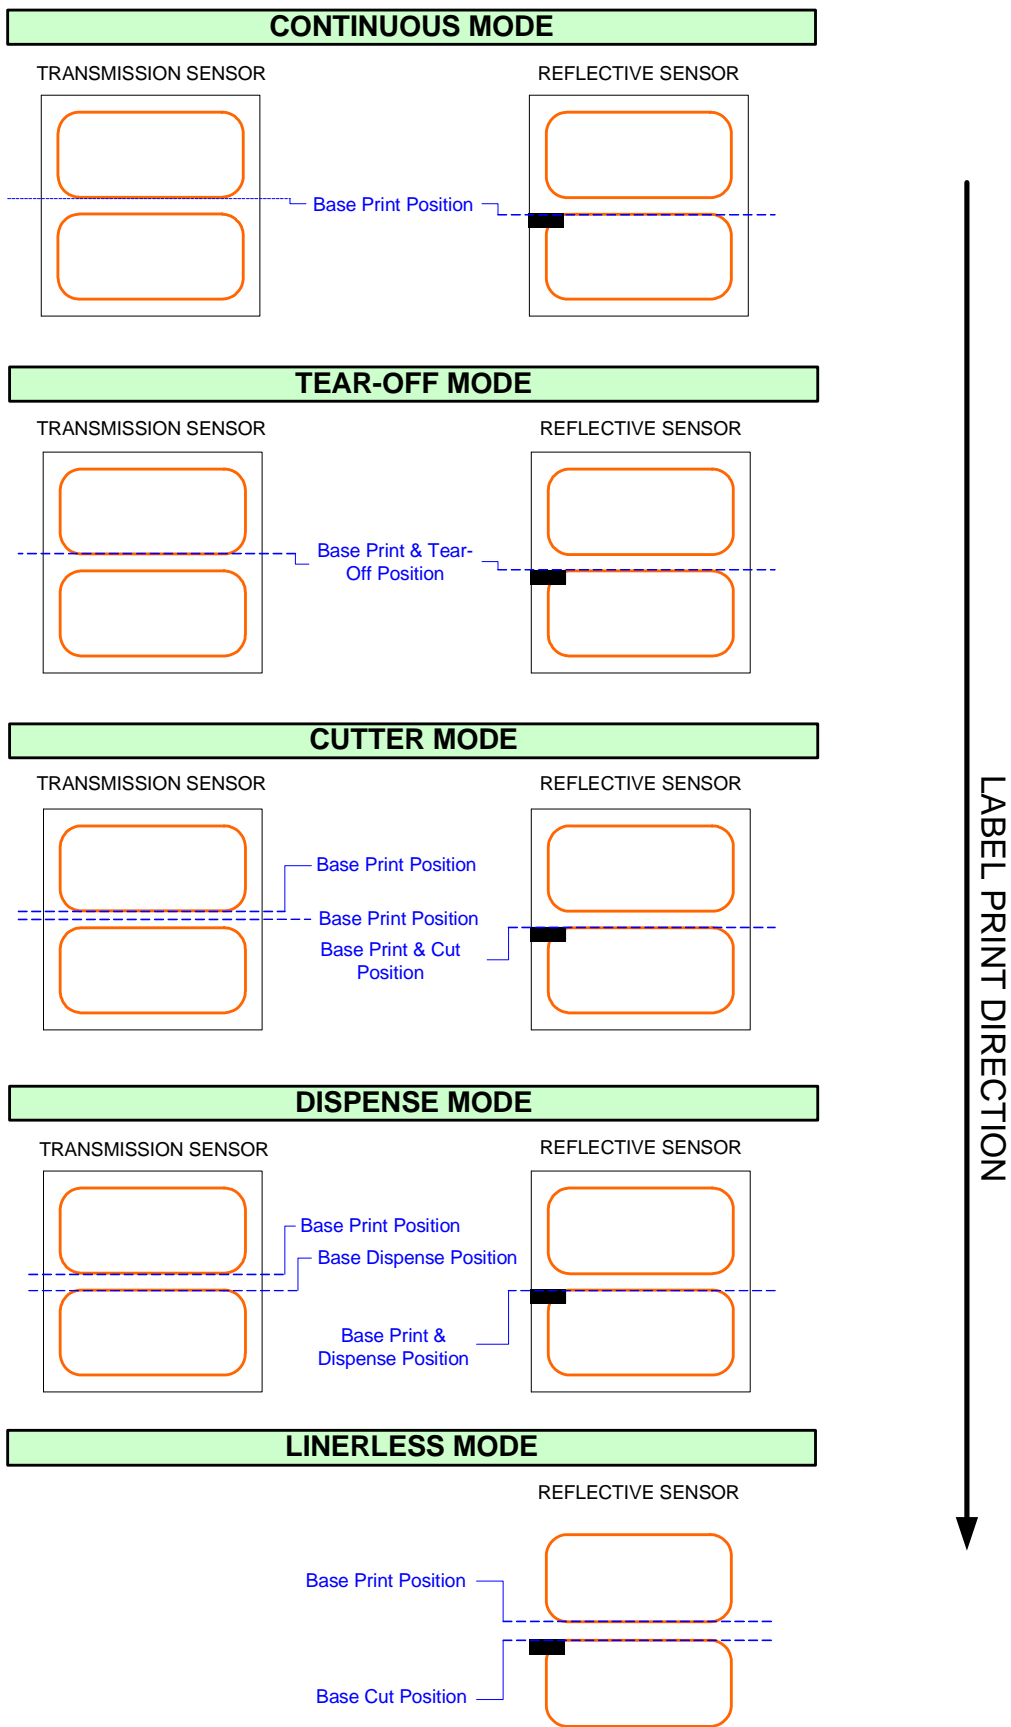 CONTINUOUS MODE
TRANSMISSION SENSOR
REFLECTIVE SENSOR
Base Print Position
TEAR-OFF MODE
TRANSMISSION SENSOR
REFLECTIVE SENSOR
Base Print & Tear-
Off Position
CUTTER MODE
TRANSMISSION SENSOR
REFLECTIVE SENSOR
Base Print Position
Base Print Position
Base Print & Cut
Position
DISPENSE MODE
TRANSMISSION SENSOR
REFLECTIVE SENSOR
Base Print Position
Base Dispense Position
Base Print &
Dispense Position
LINERLESS MODE
REFLECTIVE SENSOR
Base Print Position
Base Cut Position
LABEL PRINT DIRECTION